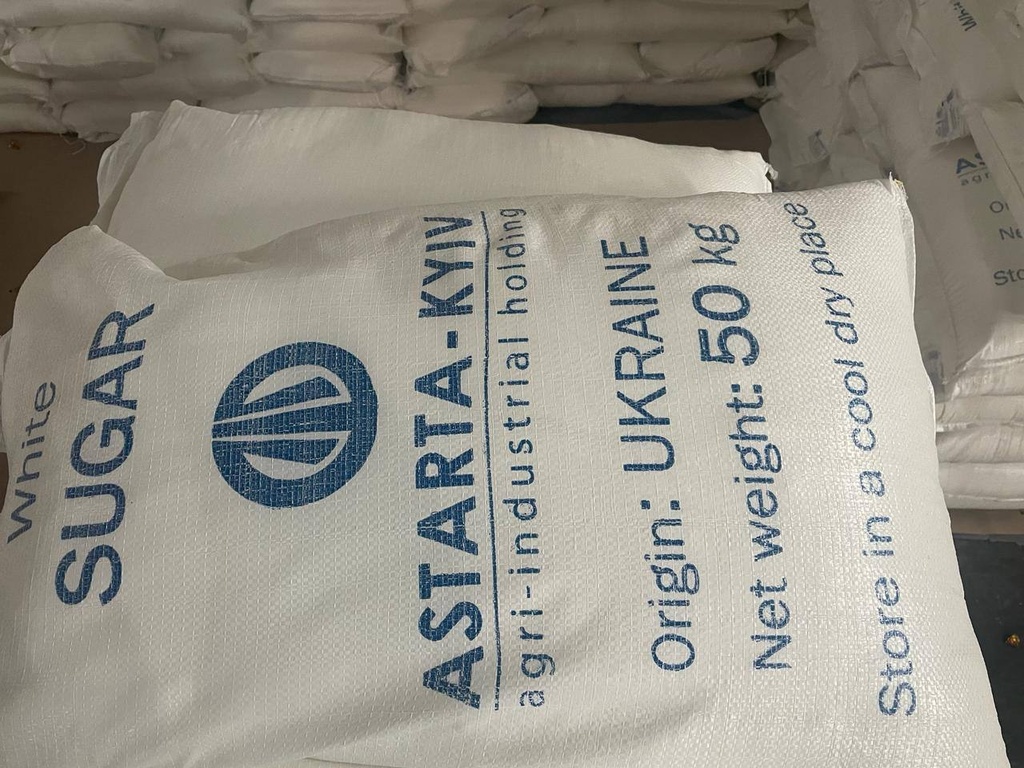 White
SUGAR
ASTARTA-KYIV
agri-industrial holding
Origin: UKRAINE
Net weight: 50 kg
Store in a cool dry place